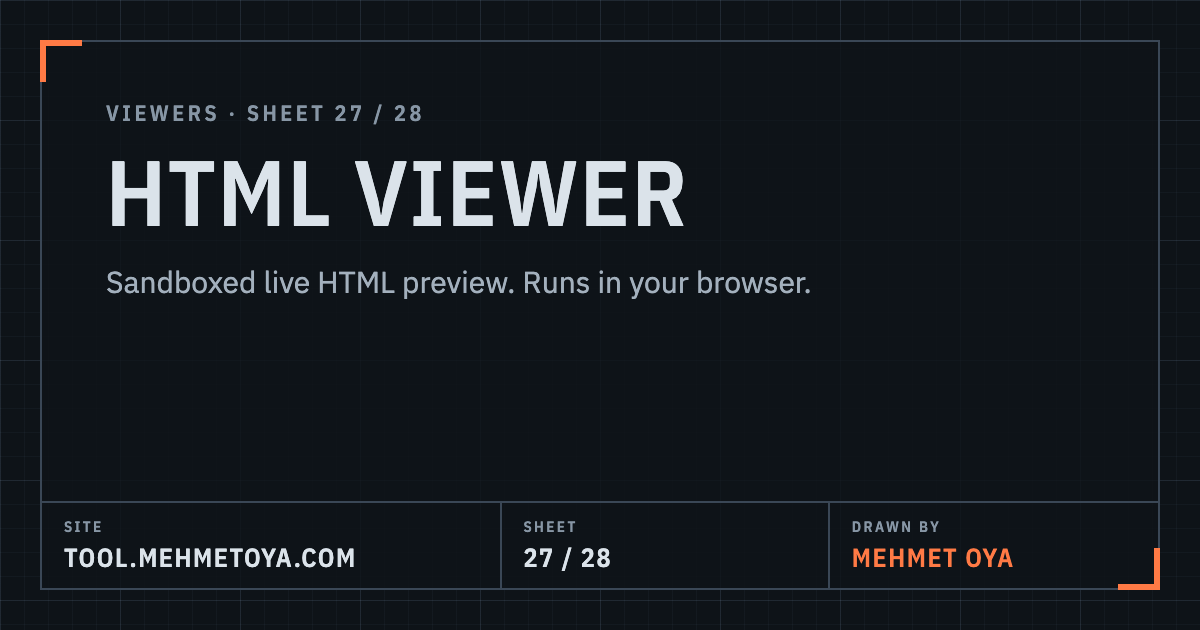 VIEWERS · SHEET 27 / 28
HTML VIEWER
Sandboxed live HTML preview. Runs in your browser.
SITE
TOOL.MEHMETOYA.COM
SHEET
27 / 28
DRAWN BY
MEHMET OYA